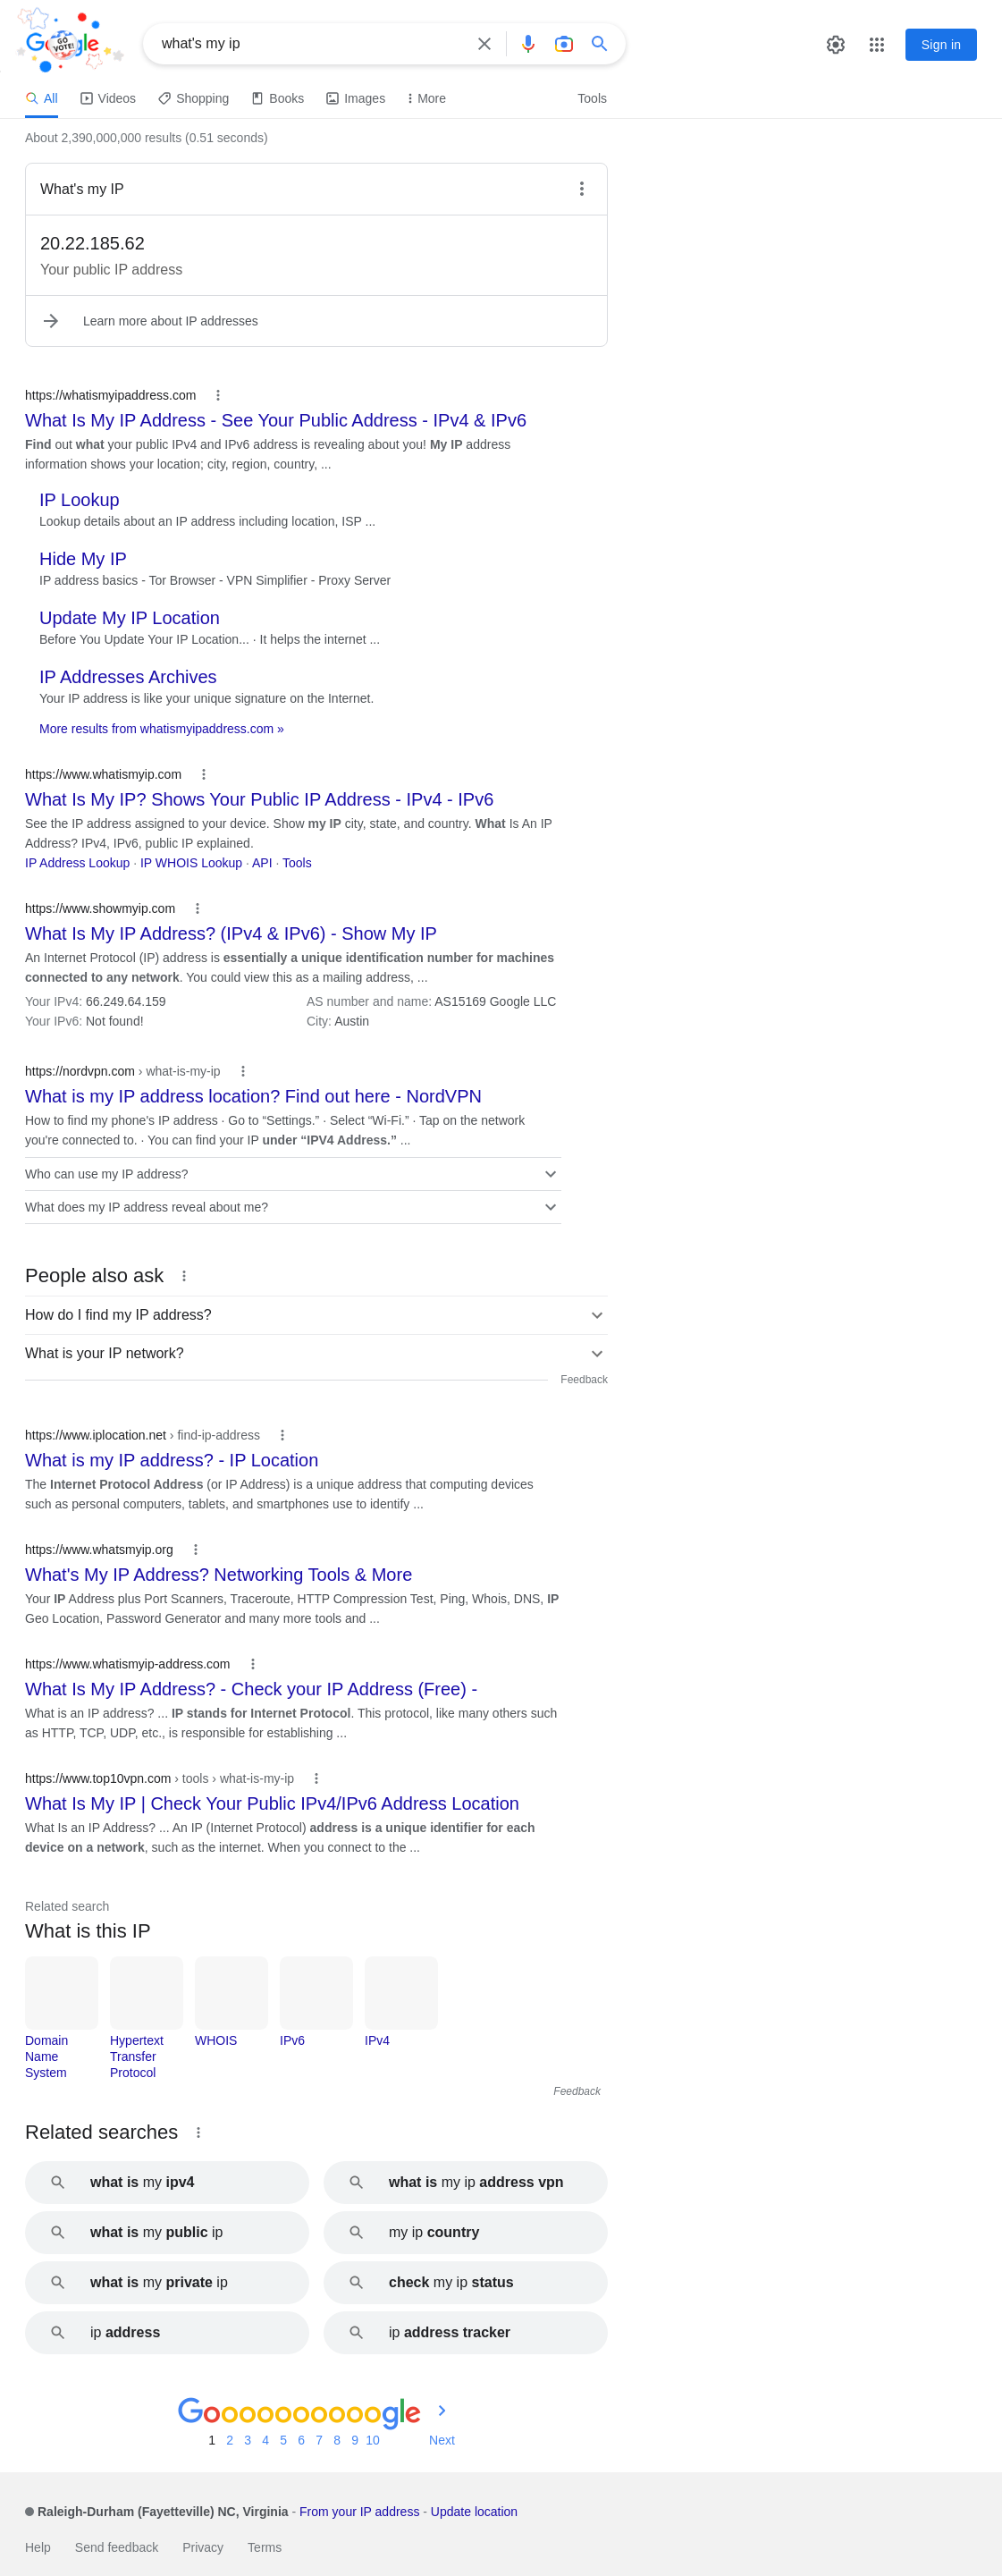 GO VOTE!
what's my ip
Sign in
All Videos Shopping Books Images More Tools
About 2,390,000,000 results (0.51 seconds)
What's my IP
20.22.185.62
Your public IP address
Learn more about IP addresses
https://whatismyipaddress.com
What Is My IP Address - See Your Public Address - IPv4 & IPv6
Find out what your public IPv4 and IPv6 address is revealing about you! My IP address
information shows your location; city, region, country, ...
IP Lookup
Lookup details about an IP address including location, ISP ...
Hide My IP
IP address basics - Tor Browser - VPN Simplifier - Proxy Server
Update My IP Location
Before You Update Your IP Location... · It helps the internet ...
IP Addresses Archives
Your IP address is like your unique signature on the Internet.
More results from whatismyipaddress.com »
https://www.whatismyip.com
What Is My IP? Shows Your Public IP Address - IPv4 - IPv6
See the IP address assigned to your device. Show my IP city, state, and country. What Is An IP
Address? IPv4, IPv6, public IP explained.
IP Address Lookup · IP WHOIS Lookup · API · Tools
https://www.showmyip.com
What Is My IP Address? (IPv4 & IPv6) - Show My IP
An Internet Protocol (IP) address is essentially a unique identification number for machines
connected to any network. You could view this as a mailing address, ...
Your IPv4: 66.249.64.159 AS number and name: AS15169 Google LLC
Your IPv6: Not found! City: Austin
https://nordvpn.com › what-is-my-ip
What is my IP address location? Find out here - NordVPN
How to find my phone's IP address · Go to “Settings.” · Select “Wi-Fi.” · Tap on the network
you're connected to. · You can find your IP under “IPV4 Address.” ...
Who can use my IP address?
What does my IP address reveal about me?
People also ask
How do I find my IP address?
What is your IP network?
Feedback
https://www.iplocation.net › find-ip-address
What is my IP address? - IP Location
The Internet Protocol Address (or IP Address) is a unique address that computing devices
such as personal computers, tablets, and smartphones use to identify ...
https://www.whatsmyip.org
What's My IP Address? Networking Tools & More
Your IP Address plus Port Scanners, Traceroute, HTTP Compression Test, Ping, Whois, DNS, IP
Geo Location, Password Generator and many more tools and ...
https://www.whatismyip-address.com
What Is My IP Address? - Check your IP Address (Free) -
What is an IP address? ... IP stands for Internet Protocol. This protocol, like many others such
as HTTP, TCP, UDP, etc., is responsible for establishing ...
https://www.top10vpn.com › tools › what-is-my-ip
What Is My IP | Check Your Public IPv4/IPv6 Address Location
What Is an IP Address? ... An IP (Internet Protocol) address is a unique identifier for each
device on a network, such as the internet. When you connect to the ...
Related search
What is this IP
Domain Name System
Hypertext Transfer Protocol
WHOIS
IPv6
IPv4
Feedback
Related searches
what is my ipv4
what is my ip address vpn
what is my public ip
my ip country
what is my private ip
check my ip status
ip address
ip address tracker
Goooooooooogle
1 2 3 4 5 6 7 8 9 10 Next
Raleigh-Durham (Fayetteville) NC, Virginia - From your IP address - Update location
Help Send feedback Privacy Terms